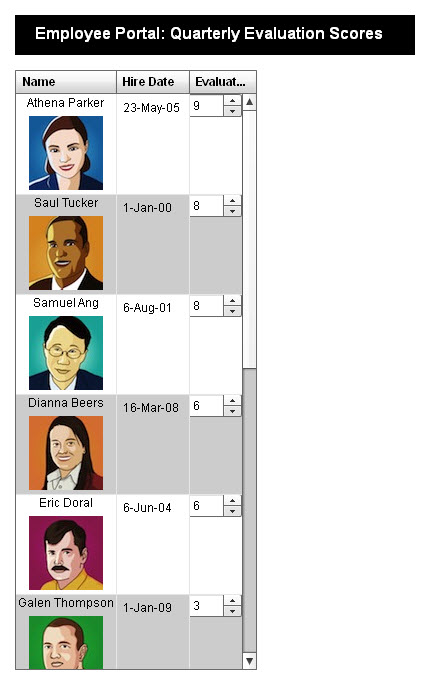 Employee Portal: Quarterly Evaluation Scores
Name Hire Date Evaluat...
Athena Parker 23-May-05 9
Saul Tucker 1-Jan-00 8
Samuel Ang 6-Aug-01 8
Dianna Beers 16-Mar-08 6
Eric Doral 6-Jun-04 6
Galen Thompson 1-Jan-09 3